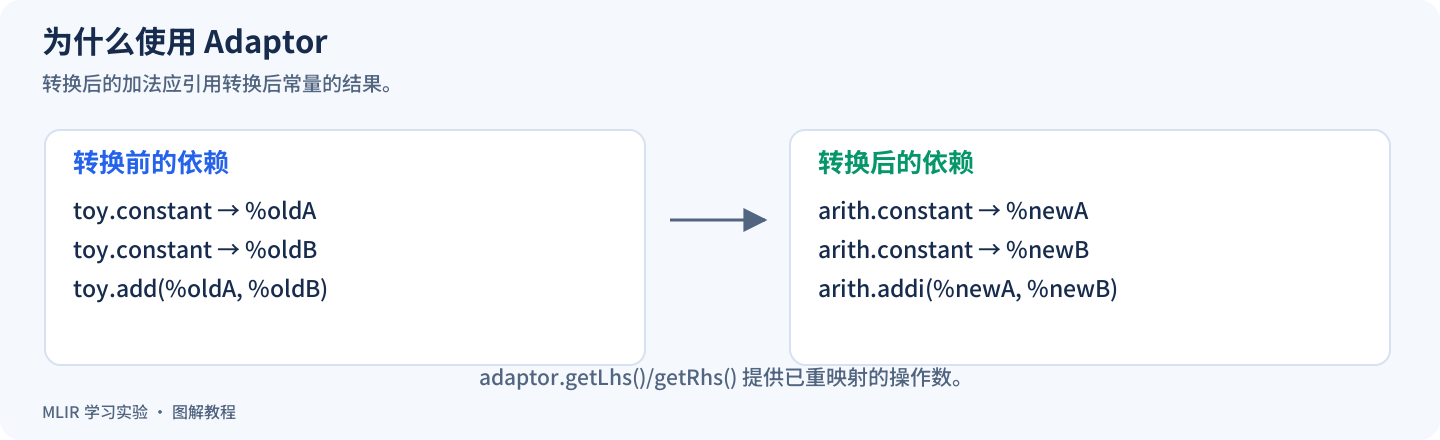 为什么使用 Adaptor
转换后的加法应引用转换后常量的结果。
转换前的依赖
toy.constant → %oldA
toy.constant → %oldB
toy.add(%oldA, %oldB)
转换后的依赖
arith.constant → %newA
arith.constant → %newB
arith.addi(%newA, %newB)
adaptor.getLhs()/getRhs() 提供已重映射的操作数。
MLIR 学习实验 · 图解教程